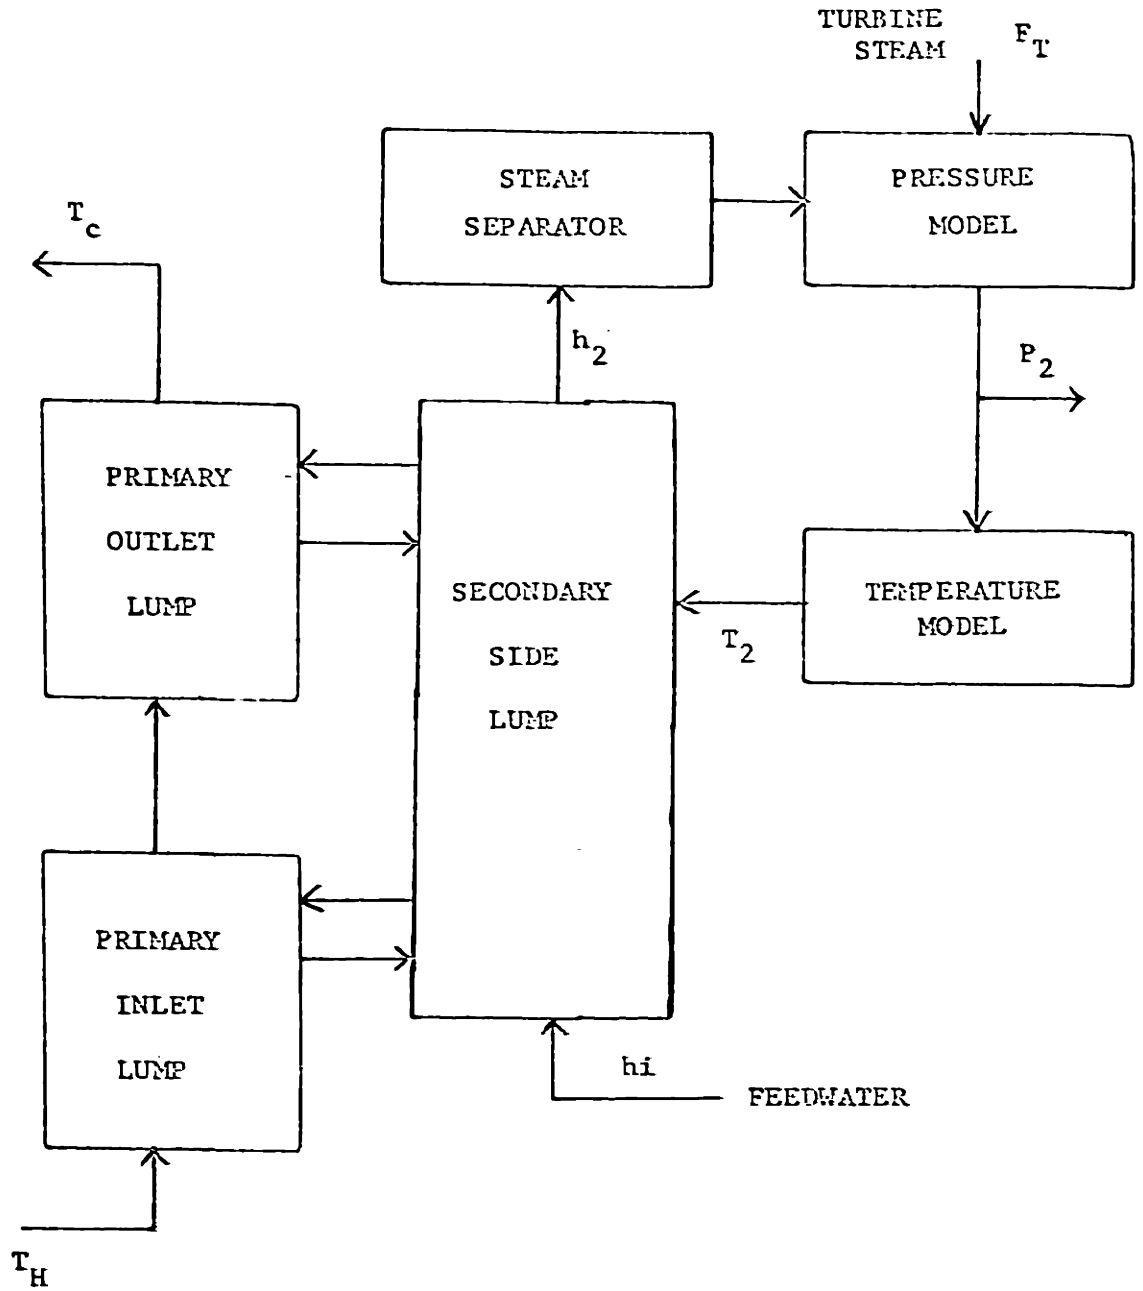 TURBINE
STEAM
F_T
STEAM
SEPARATOR
PRESSURE
MODEL
T_c
h_2
P_2
PRIMARY
OUTLET
LUMP
SECONDARY
SIDE
LUMP
TEMPERATURE
MODEL
T_2
PRIMARY
INLET
LUMP
hi
FEEDWATER
T_H